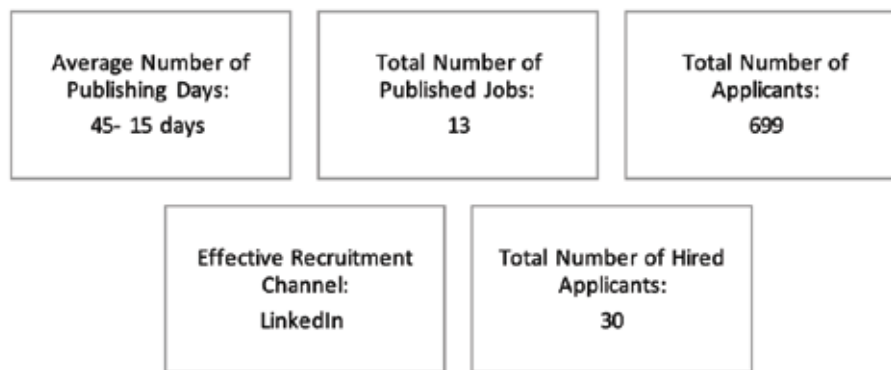 Average Number of
Publishing Days:
45- 15 days
Total Number of
Published Jobs:
13
Total Number of
Applicants:
699
Effective Recruitment
Channel:
LinkedIn
Total Number of Hired
Applicants:
30